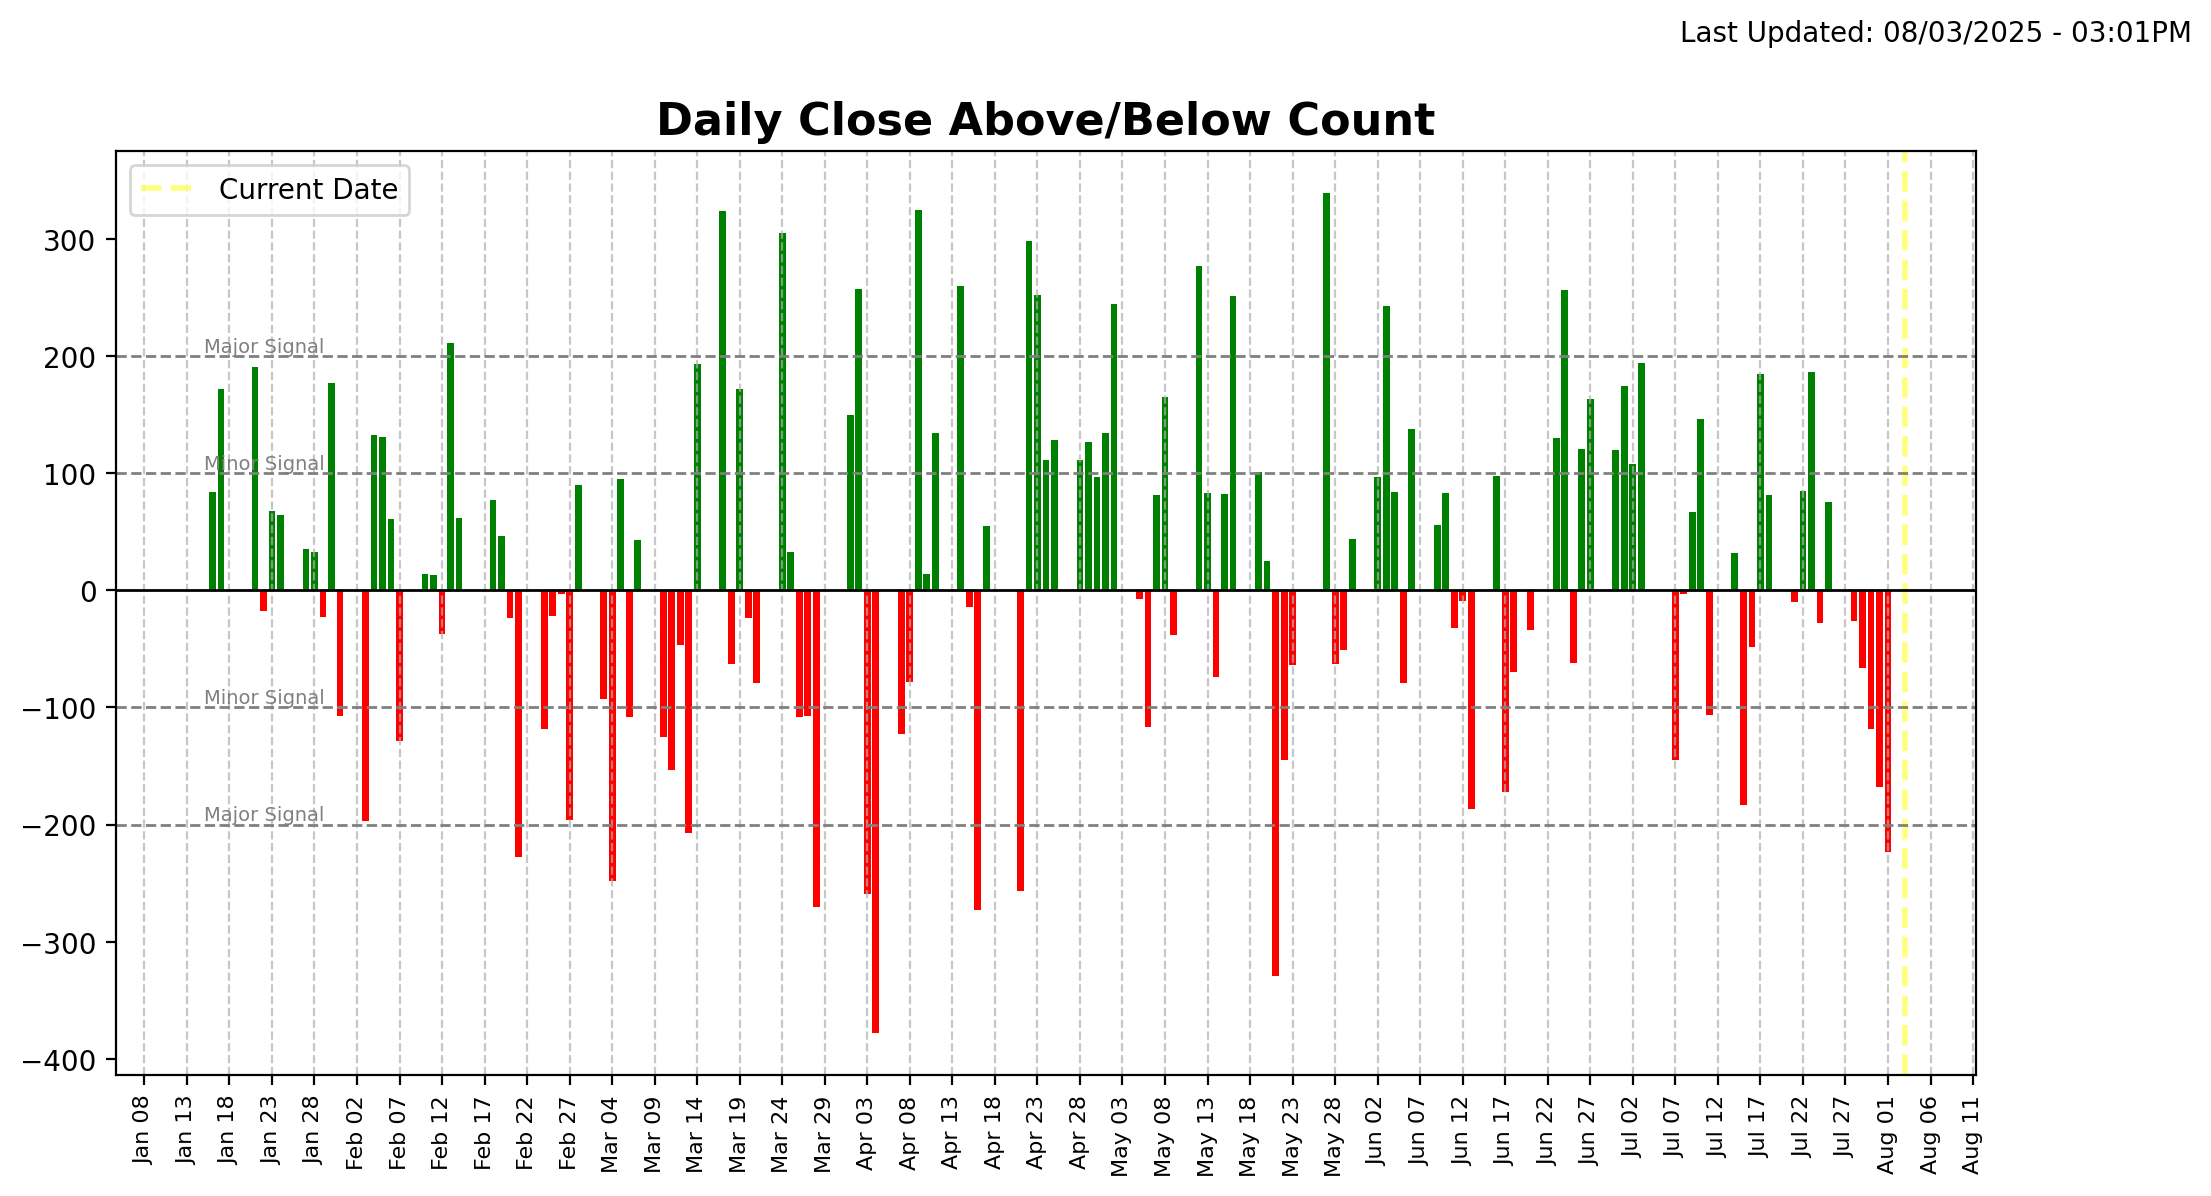 Last Updated: 08/03/2025 - 03:01PM
Daily Close Above/Below Count
Current Date
300
200
100
0
−100
−200
−300
−400
Major Signal
Minor Signal
Minor Signal
Major Signal
Jan 08
Jan 13
Jan 18
Jan 23
Jan 28
Feb 02
Feb 07
Feb 12
Feb 17
Feb 22
Feb 27
Mar 04
Mar 09
Mar 14
Mar 19
Mar 24
Mar 29
Apr 03
Apr 08
Apr 13
Apr 18
Apr 23
Apr 28
May 03
May 08
May 13
May 18
May 23
May 28
Jun 02
Jun 07
Jun 12
Jun 17
Jun 22
Jun 27
Jul 02
Jul 07
Jul 12
Jul 17
Jul 22
Jul 27
Aug 01
Aug 06
Aug 11